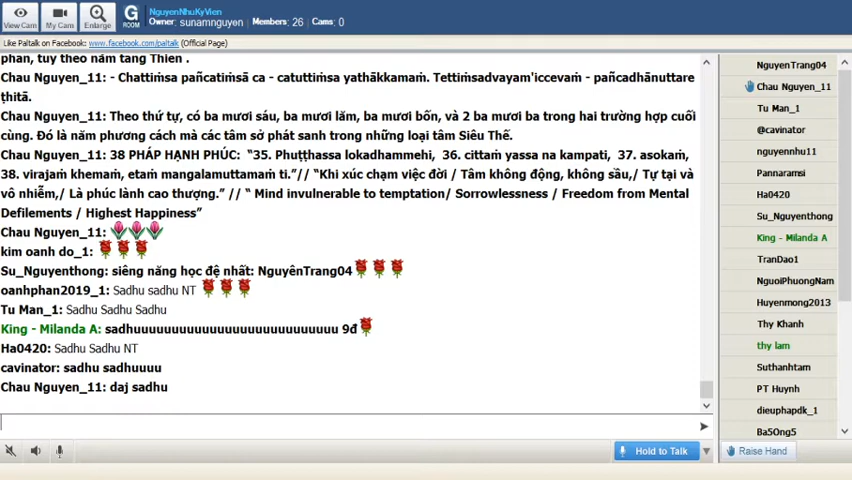 View Cam
My Cam
Enlarge
G
ROOM
NguyenNhuKyVien
Owner: sunamnguyen Members: 26 Cams: 0
Like Paltalk on Facebook: www.facebook.com/paltalk (Official Page)
phần, tùy theo năm tầng Thiền .
Chau Nguyen_11: - Chattiṁsa pañcatiṁsā ca - catuttiṁsa yathākkamaṁ. Tettiṁsadvayam'iccevaṁ - pañcadhānuttare
ṭhitā.
Chau Nguyen_11: Theo thứ tự, có ba mươi sáu, ba mươi lăm, ba mươi bốn, và 2 ba mươi ba trong hai trường hợp cuối
cùng. Đó là năm phương cách mà các tâm sở phát sanh trong những loại tâm Siêu Thế.
Chau Nguyen_11: 38 PHÁP HẠNH PHÚC: “35. Phuṭṭhassa lokadhammehi, 36. cittaṁ yassa na kampati, 37. asokaṁ,
38. virajaṁ khemaṁ, etaṁ mangalamuttamaṁ ti.”// “Khi xúc chạm việc đời / Tâm không động, không sầu,/ Tự tại và
vô nhiễm,/ Là phúc lành cao thượng.” // “ Mind invulnerable to temptation/ Sorrowlessness / Freedom from Mental
Defilements / Highest Happiness”
Chau Nguyen_11:
kim oanh do_1:
Su_Nguyenthong: siêng năng học đệ nhất: NguyênTrang04
oanhphan2019_1: Sadhu sadhu NT
Tu Man_1: Sadhu Sadhu Sadhu
King - Milanda A: sadhuuuuuuuuuuuuuuuuuuuuuuuuuuu 9đ
Ha0420: Sadhu Sadhu NT
cavinator: sadhu sadhuuuu
Chau Nguyen_11: daj sadhu
Hold to Talk
NguyenTrang04
Chau Nguyen_11
Tu Man_1
@cavinator
nguyennhu11
Pannaramsi
Ha0420
Su_Nguyenthong
King - Milanda A
TranDao1
NguoiPhuongNam
Huyenmong2013
Thy Khanh
thy lam
Suthanhtam
PT Huynh
dieuphapdk_1
Ba5Ong5
Raise Hand